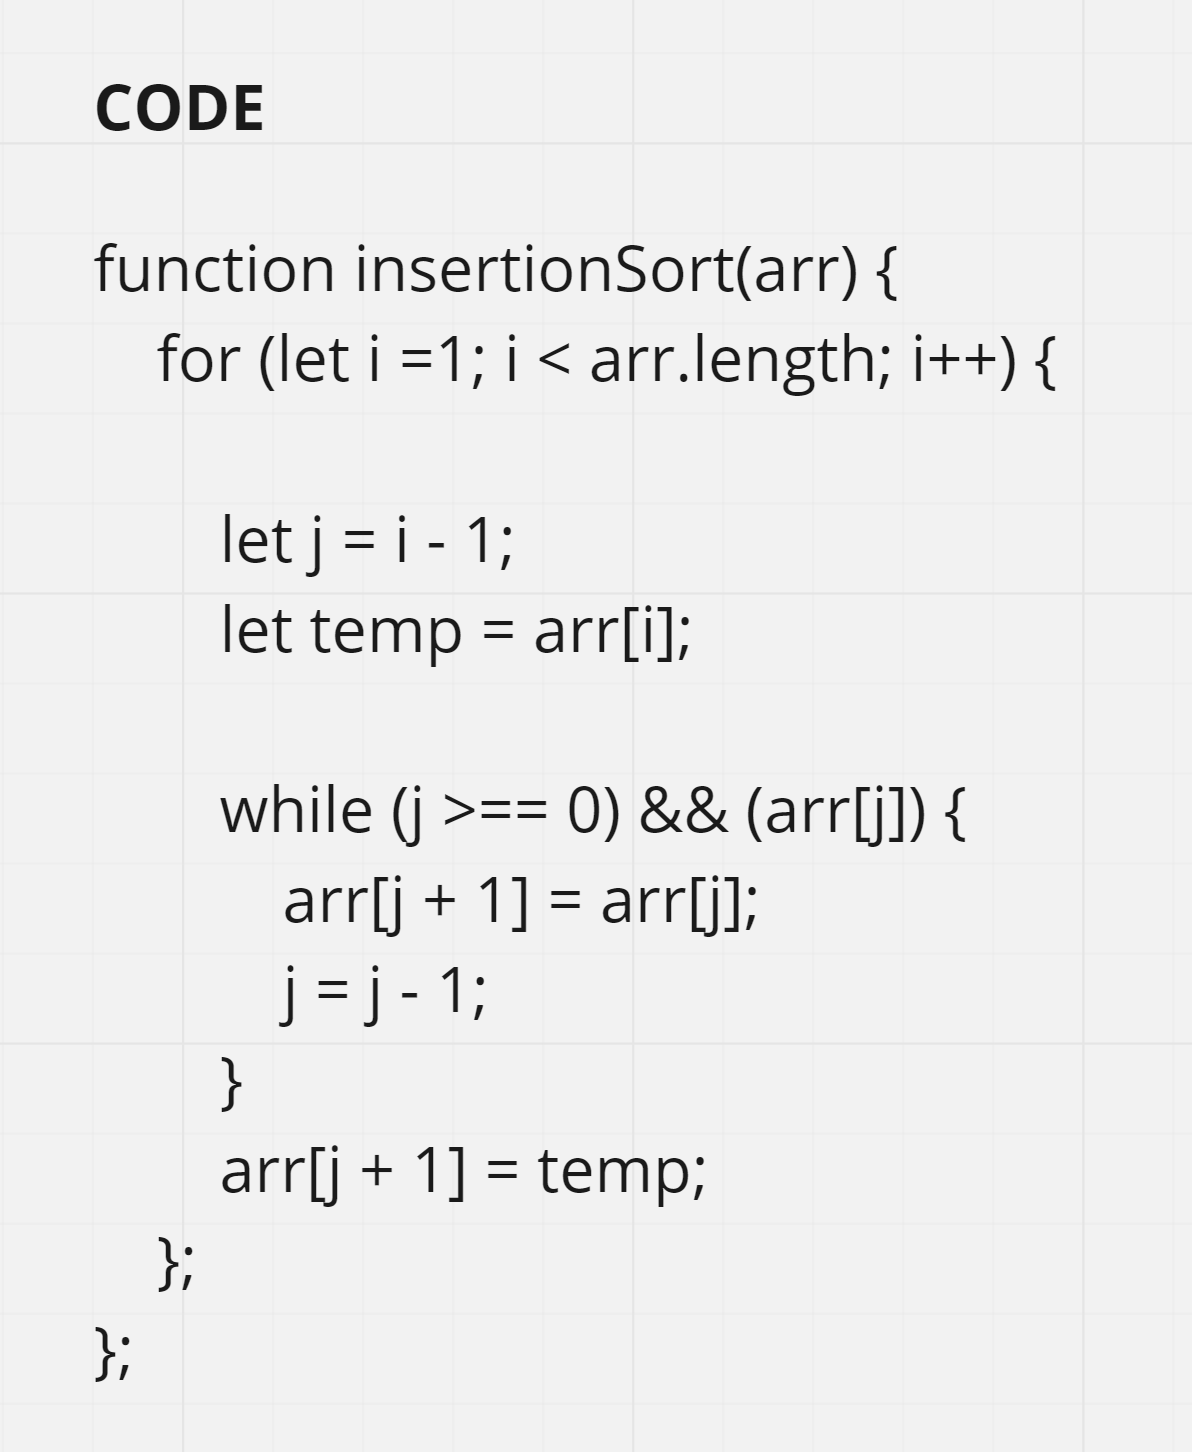 CODE
function insertionSort(arr) {
for (let i =1; i < arr.length; i++) {
let j = i - 1;
let temp = arr[i];
while (j >== 0) && (arr[j]) {
arr[j + 1] = arr[j];
j = j - 1;
}
arr[j + 1] = temp;
};
};